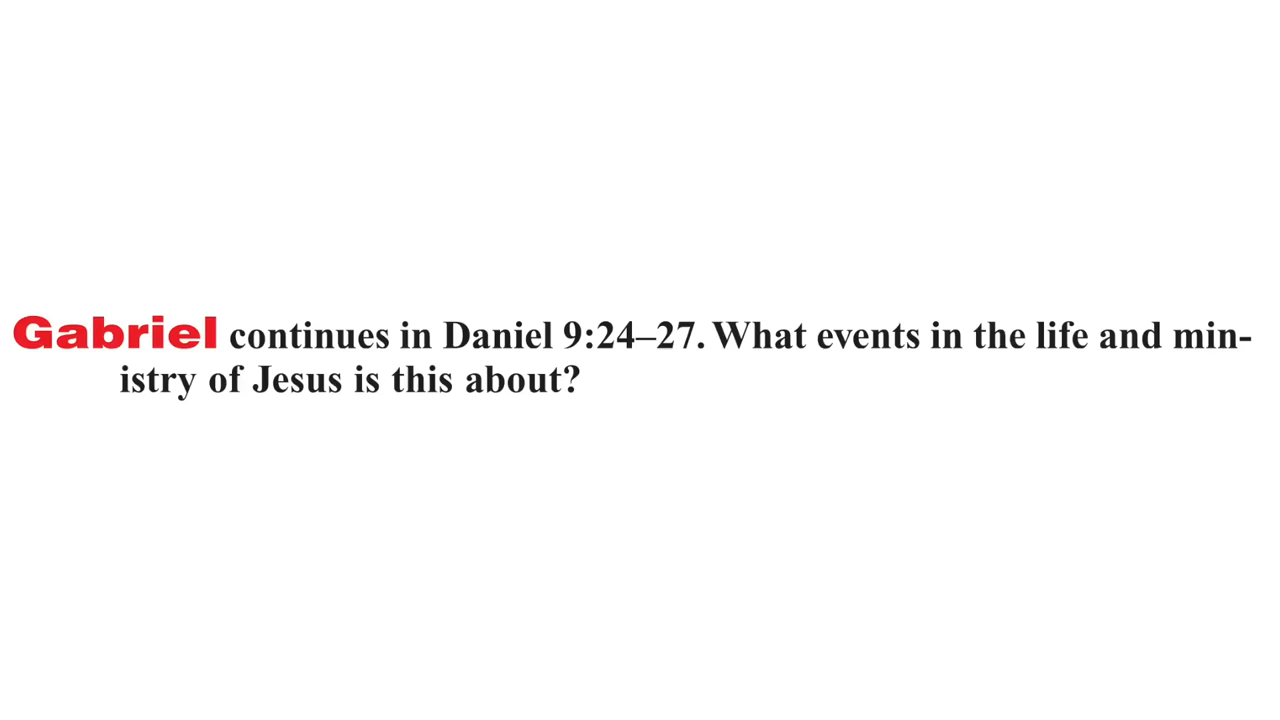 Gabriel continues in Daniel 9:24–27. What events in the life and min-
istry of Jesus is this about?